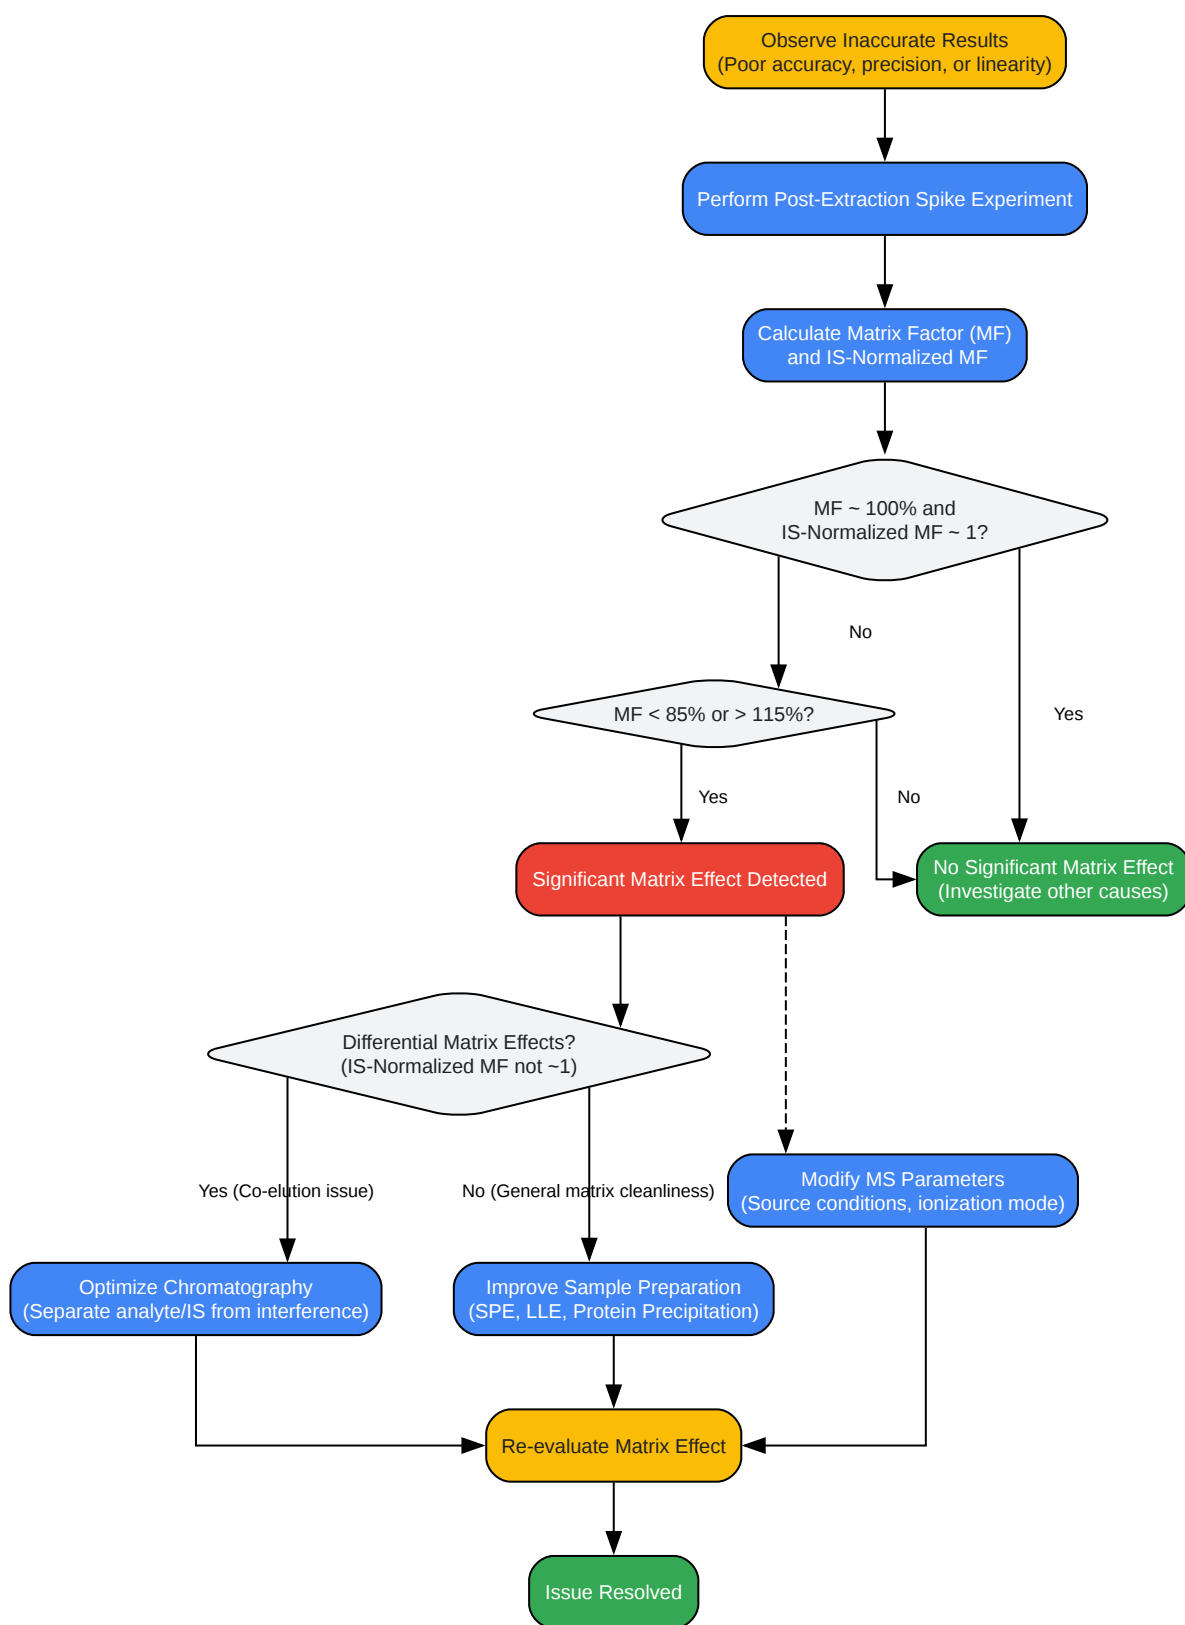 Observe Inaccurate Results
(Poor accuracy, precision, or linearity)
Perform Post-Extraction Spike Experiment
Calculate Matrix Factor (MF)
and IS-Normalized MF
MF ~ 100% and
IS-Normalized MF ~ 1?
No
Yes
MF < 85% or > 115%?
Yes
No
Significant Matrix Effect Detected
No Significant Matrix Effect
(Investigate other causes)
Differential Matrix Effects?
(IS-Normalized MF not ~1)
Yes (Co-elution issue)
No (General matrix cleanliness)
Modify MS Parameters
(Source conditions, ionization mode)
Optimize Chromatography
(Separate analyte/IS from interference)
Improve Sample Preparation
(SPE, LLE, Protein Precipitation)
Re-evaluate Matrix Effect
Issue Resolved